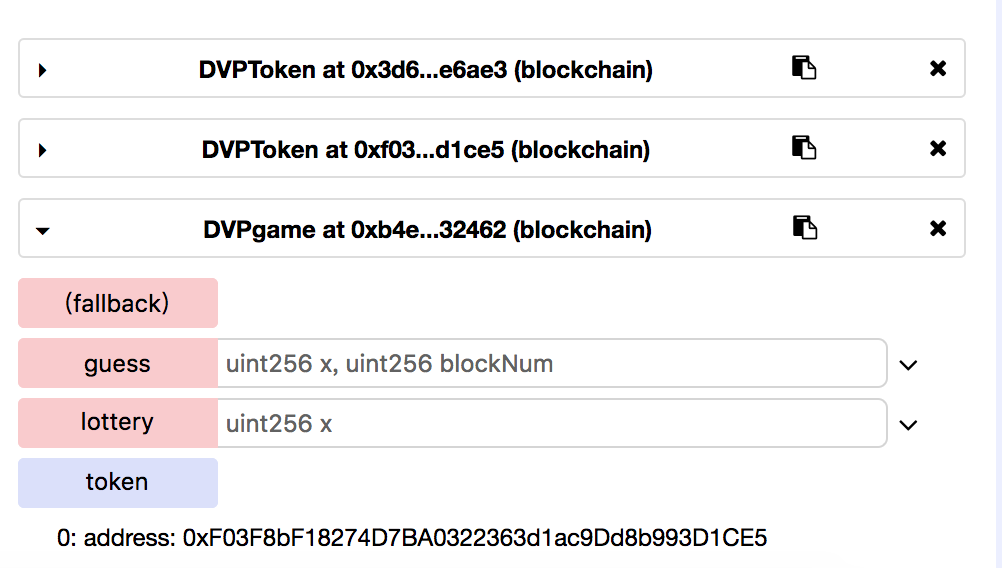 DVPToken at 0x3d6...e6ae3 (blockchain)
DVPToken at 0xf03...d1ce5 (blockchain)
DVPgame at 0xb4e...32462 (blockchain)
(fallback)
guess uint256 x, uint256 blockNum
lottery uint256 x
token
0: address: 0xF03F8bF18274D7BA0322363d1ac9Dd8b993D1CE5